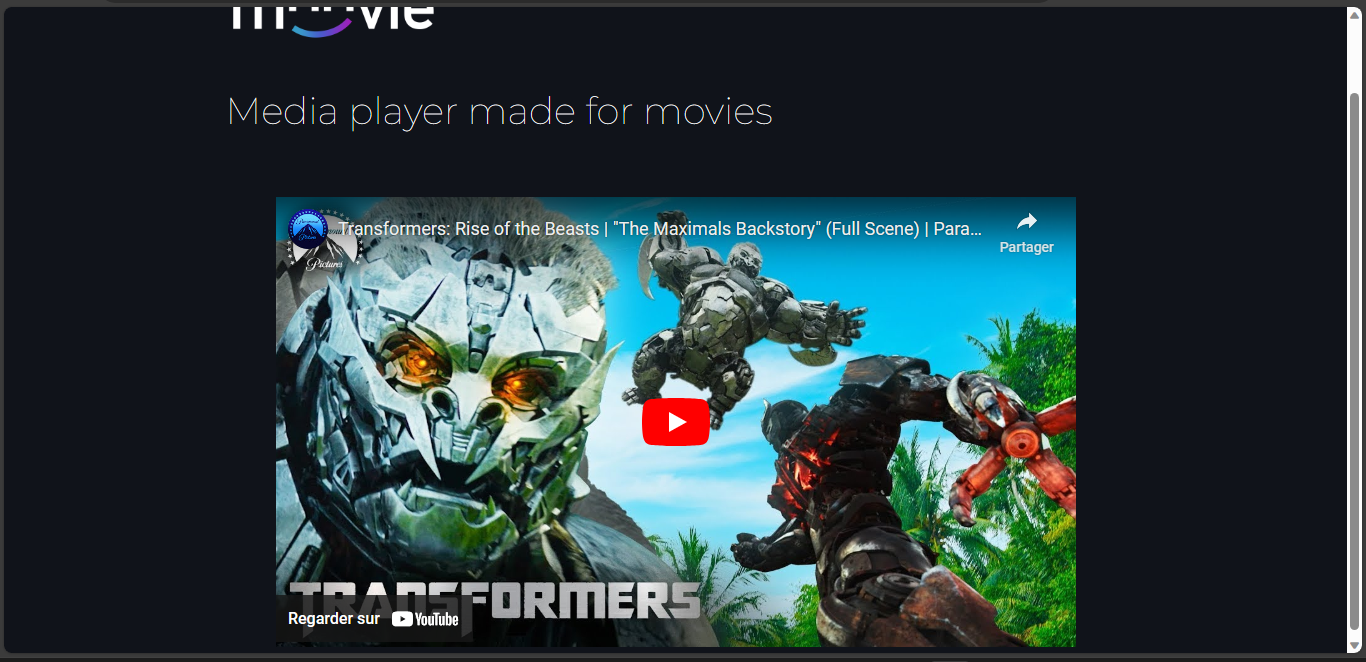 Media player made for movies
Transformers: Rise of the Beasts | "The Maximals Backstory" (Full Scene) | Para...
Partager
Pictures
TRANSFORMERS
Regarder sur YouTube